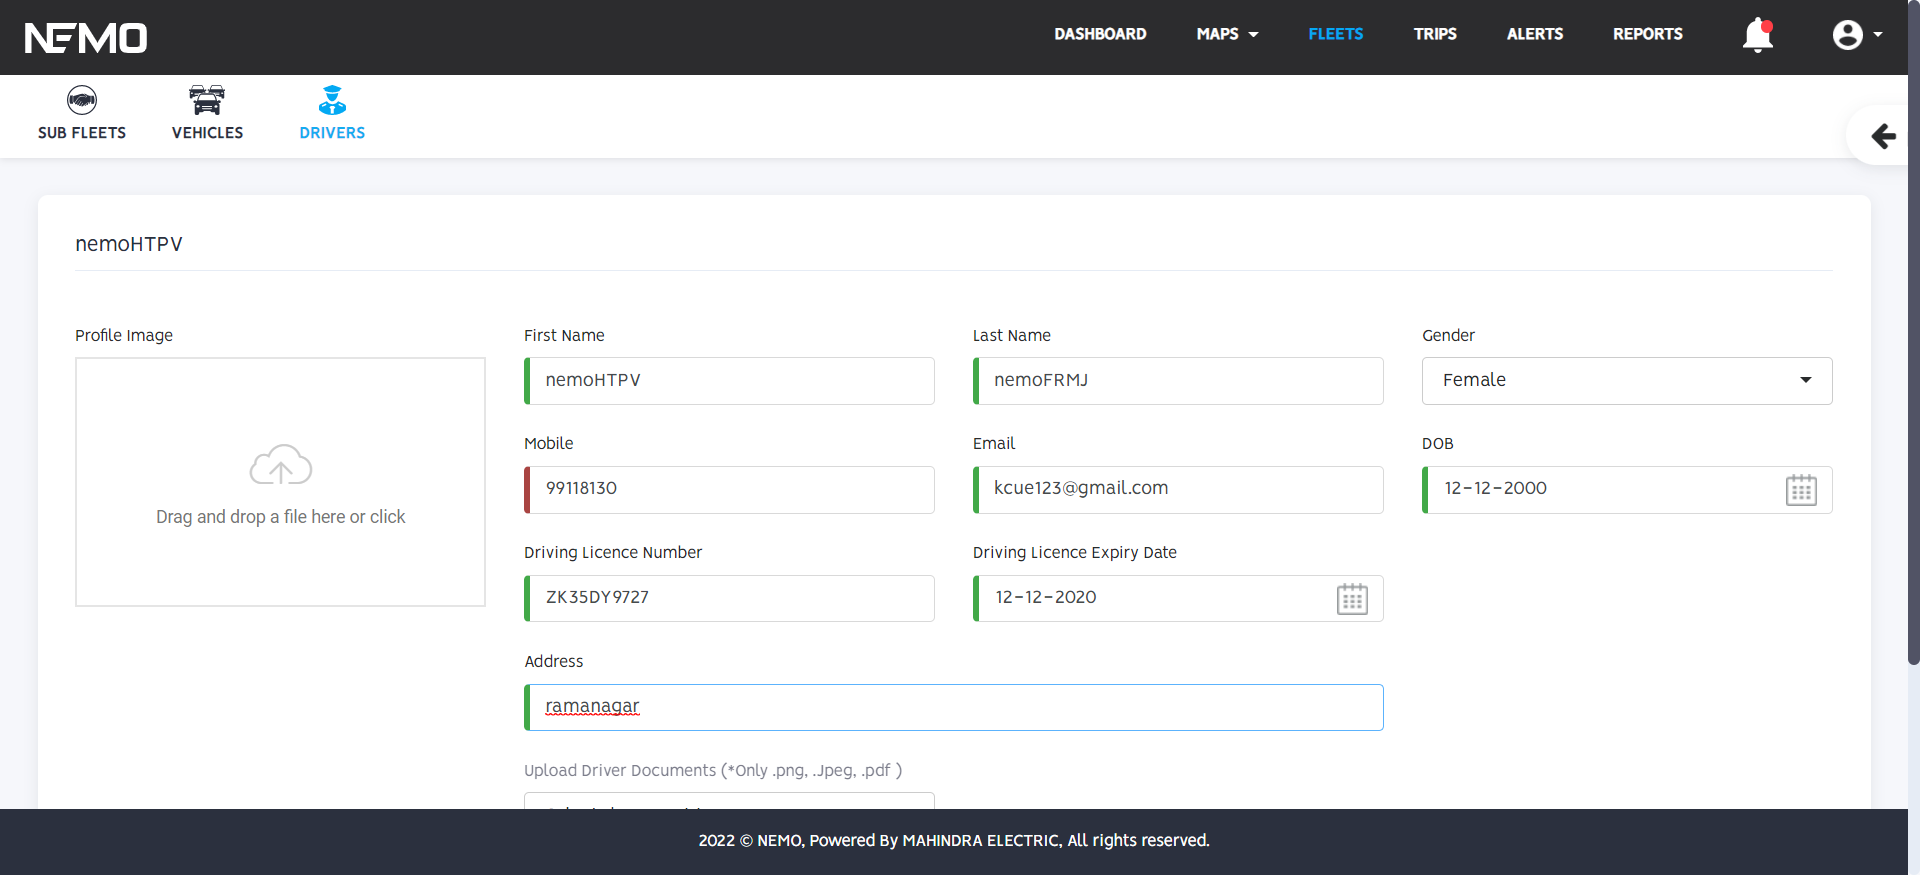 NEMO
DASHBOARD MAPS FLEETS TRIPS ALERTS REPORTS
SUB FLEETS VEHICLES DRIVERS
nemoHTPV
Profile Image
Drag and drop a file here or click
First Name
nemoHTPV
Last Name
nemoFRMJ
Gender
Female
Mobile
99118130
Email
kcue123@gmail.com
DOB
12-12-2000
Driving Licence Number
ZK35DY9727
Driving Licence Expiry Date
12-12-2020
Address
ramanagar
Upload Driver Documents (*Only .png, .Jpeg, .pdf )
2022 © NEMO, Powered By MAHINDRA ELECTRIC, All rights reserved.